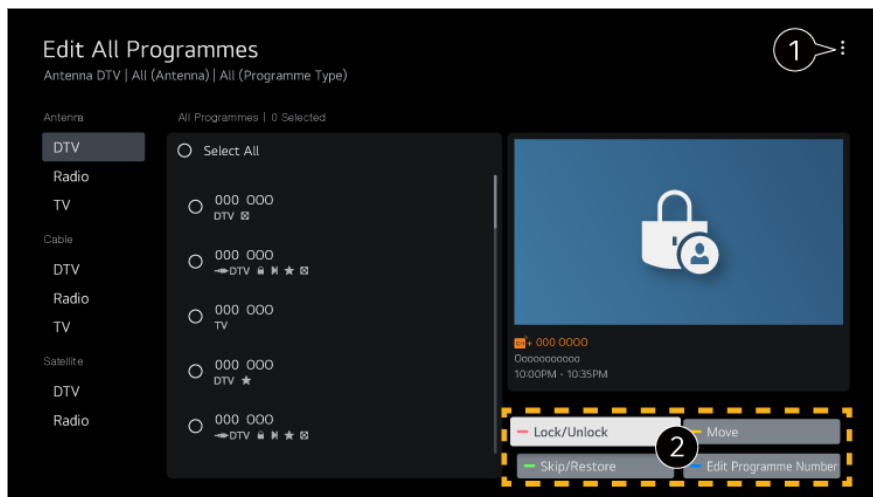 Edit All Programmes
Antenna DTV | All (Antenna) | All (Programme Type)
1
Antenna
DTV
Radio
TV
Cable
DTV
Radio
TV
Satellite
DTV
Radio
All Programmes | 0 Selected
Select All
000 000
DTV
000 000
DTV
000 000
TV
000 000
DTV
000 000
DTV
CH+ 000 0000
Ooooooooooo
10:00PM - 10:35PM
Lock/Unlock
Move
2
Skip/Restore
Edit Programme Number